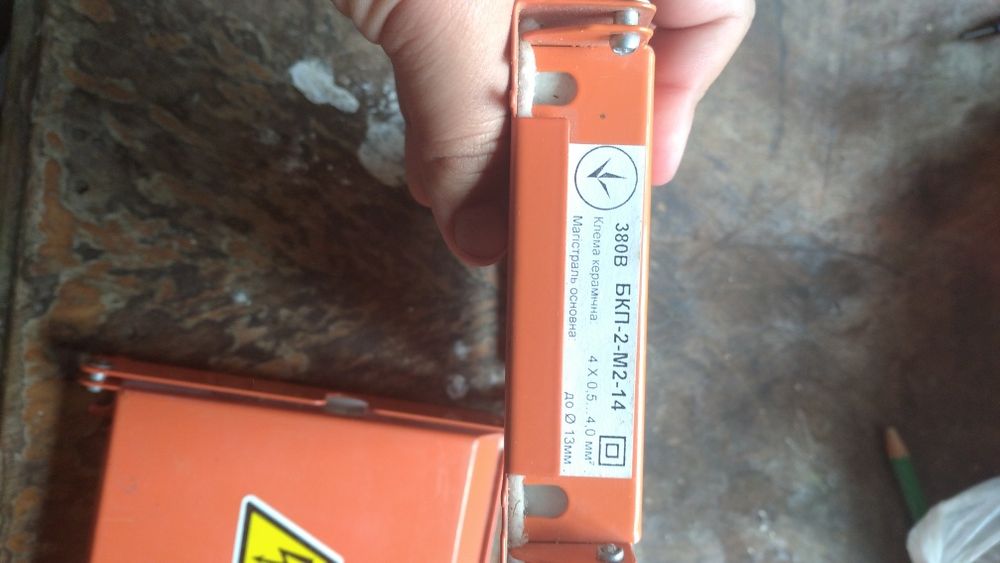 380В БКП-2-М2-14
Клема керамічна: 4 X 0,5... 4,0 мм².
Магістраль основна: до Ø 13мм.